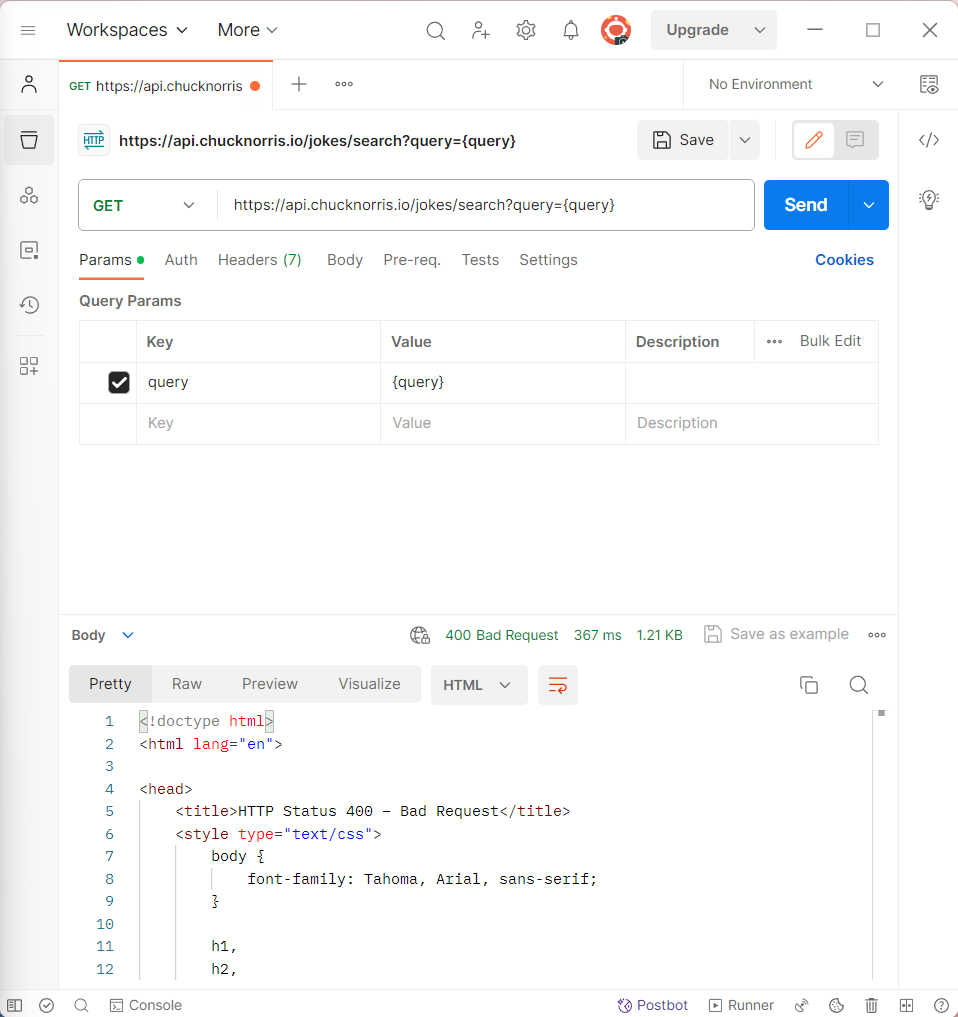 Workspaces More Upgrade
GET https://api.chucknorris No Environment
HTTP https://api.chucknorris.io/jokes/search?query={query} Save
GET https://api.chucknorris.io/jokes/search?query={query} Send
Params Auth Headers (7) Body Pre-req. Tests Settings Cookies
Query Params
Key Value Description Bulk Edit
query {query}
Key Value Description
Body 400 Bad Request 367 ms 1.21 KB Save as example
Pretty Raw Preview Visualize HTML
1 <!doctype html>
2 <html lang="en">
3
4 <head>
5 <title>HTTP Status 400 – Bad Request</title>
6 <style type="text/css">
7 body {
8 font-family: Tahoma, Arial, sans-serif;
9 }
10
11 h1,
12 h2,
Console Postbot Runner